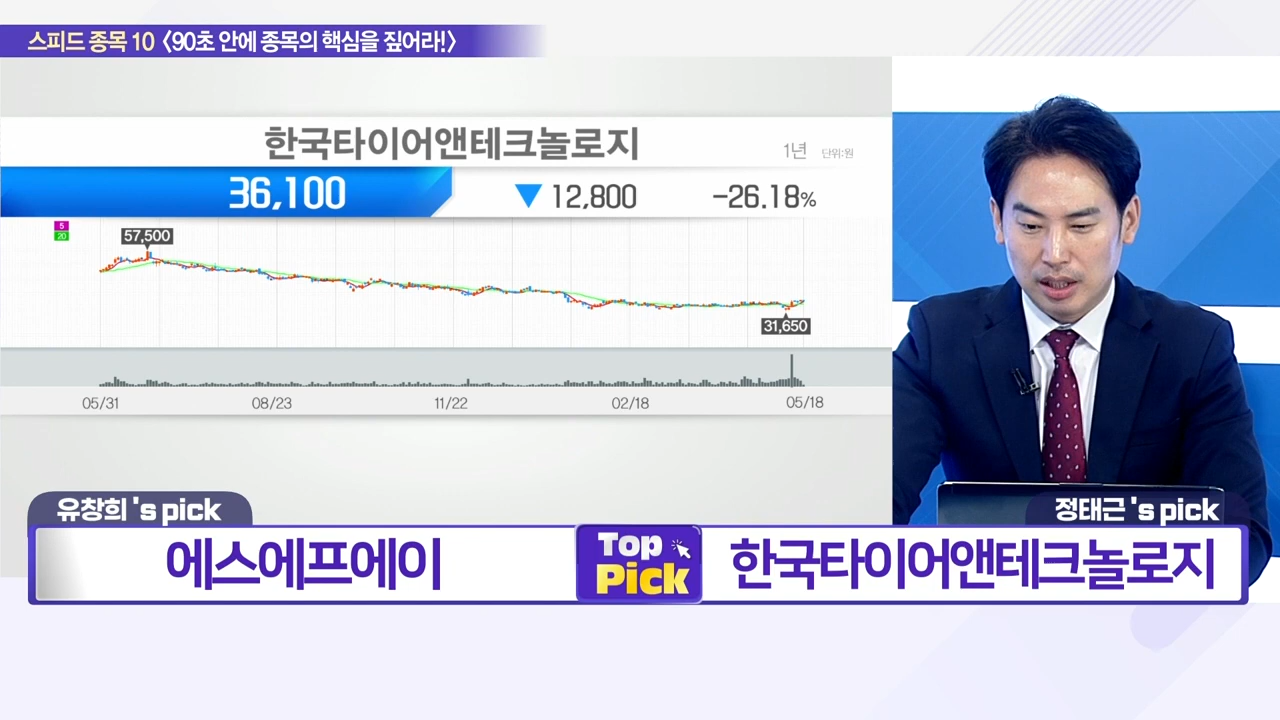 스피드 종목 10 〈90초 안에 종목의 핵심을 짚어라!〉
한국타이어앤테크놀로지
1년 단위:원
36,100 ▼ 12,800 -26.18%
5
20
57,500
31,650
05/31 08/23 11/22 02/18 05/18
유창희 's pick
정태근 's pick
에스에프에이
Top
Pick
한국타이어앤테크놀로지